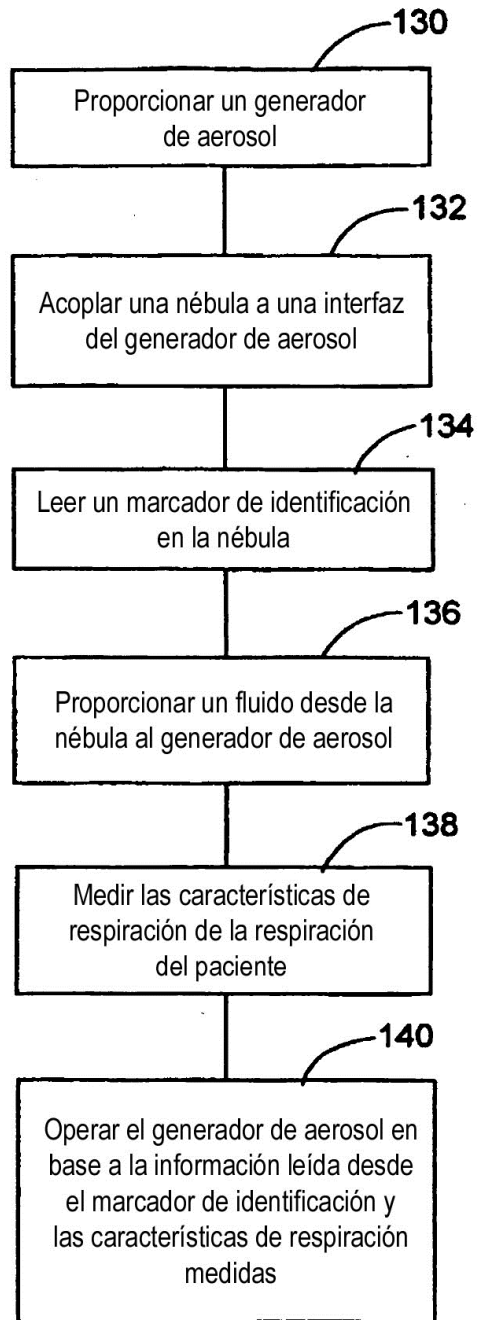 130
Proporcionar un generador
de aerosol
132
Acoplar una nébula a una interfaz
del generador de aerosol
134
Leer un marcador de identificación
en la nébula
136
Proporcionar un fluido desde la
nébula al generador de aerosol
138
Medir las características de
respiración de la respiración
del paciente
140
Operar el generador de aerosol en
base a la información leída desde
el marcador de identificación y
las características de respiración
medidas